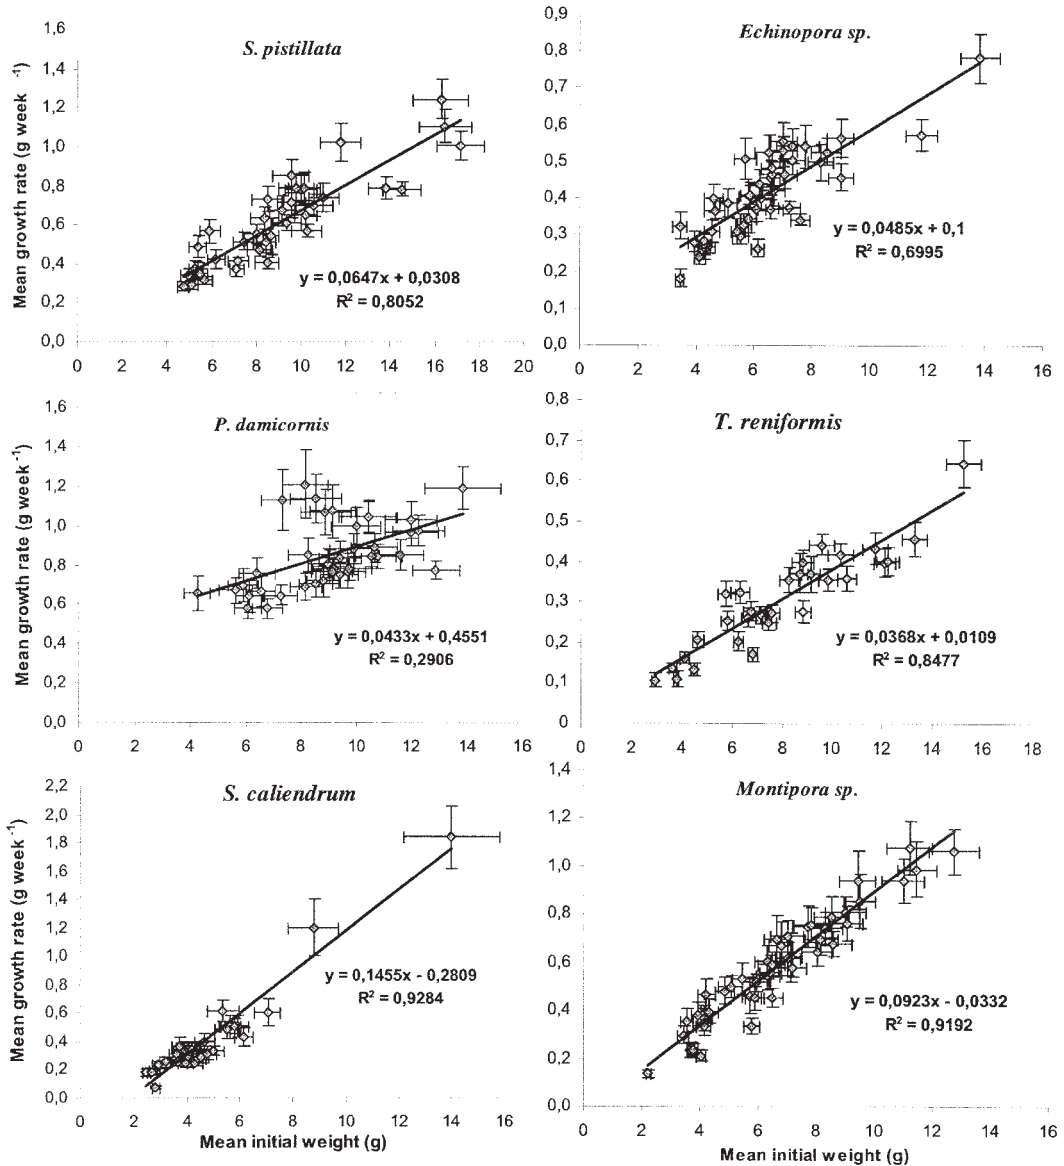 S. pistillata
Mean growth rate (g week -1)
1,6
1,4
1,2
1,0
0,8
0,6
0,4
0,2
0,0
0 2 4 6 8 10 12 14 16 18 20
y = 0,0647x + 0,0308
R2 = 0,8052
Echinopora sp.
0,9
0,8
0,7
0,6
0,5
0,4
0,3
0,2
0,1
0
0 2 4 6 8 10 12 14 16
y = 0,0485x + 0,1
R2 = 0,6995
P. damicornis
Mean growth rate (g week-1)
1,6
1,4
1,2
1,0
0,8
0,6
0,4
0,2
0,0
0 2 4 6 8 10 12 14 16
y = 0,0433x + 0,4551
R2 = 0,2906
T. reniformis
0,8
0,7
0,6
0,5
0,4
0,3
0,2
0,1
0
0 2 4 6 8 10 12 14 16 18
y = 0,0368x + 0,0109
R2 = 0,8477
S. caliendrum
Mean growth rate (g week -1)
2,2
2,0
1,8
1,6
1,4
1,2
1,0
0,8
0,6
0,4
0,2
0,0
0 2 4 6 8 10 12 14 16
y = 0,1455x - 0,2809
R2 = 0,9284
Mean initial weight (g)
Montipora sp.
1,4
1,2
1,0
0,8
0,6
0,4
0,2
0,0
0 2 4 6 8 10 12 14 16
y = 0,0923x - 0,0332
R2 = 0,9192
Mean initial weight (g)